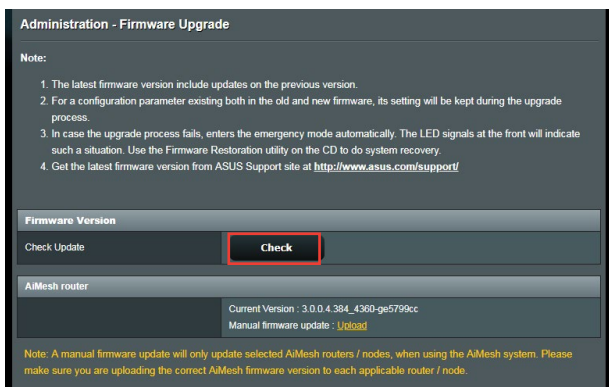 Administration - Firmware Upgrade
Note:
1. The latest firmware version include updates on the previous version.
2. For a configuration parameter existing both in the old and new firmware, its setting will be kept during the upgrade
process.
3. In case the upgrade process fails, enters the emergency mode automatically. The LED signals at the front will indicate
such a situation. Use the Firmware Restoration utility on the CD to do system recovery.
4. Get the latest firmware version from ASUS Support site at http://www.asus.com/support/
Firmware Version
Check Update Check
AiMesh router
Current Version : 3.0.0.4.384_4360-ge5799cc
Manual firmware update : Upload
Note: A manual firmware update will only update selected AiMesh routers / nodes, when using the AiMesh system. Please
make sure you are uploading the correct AiMesh firmware version to each applicable router / node.